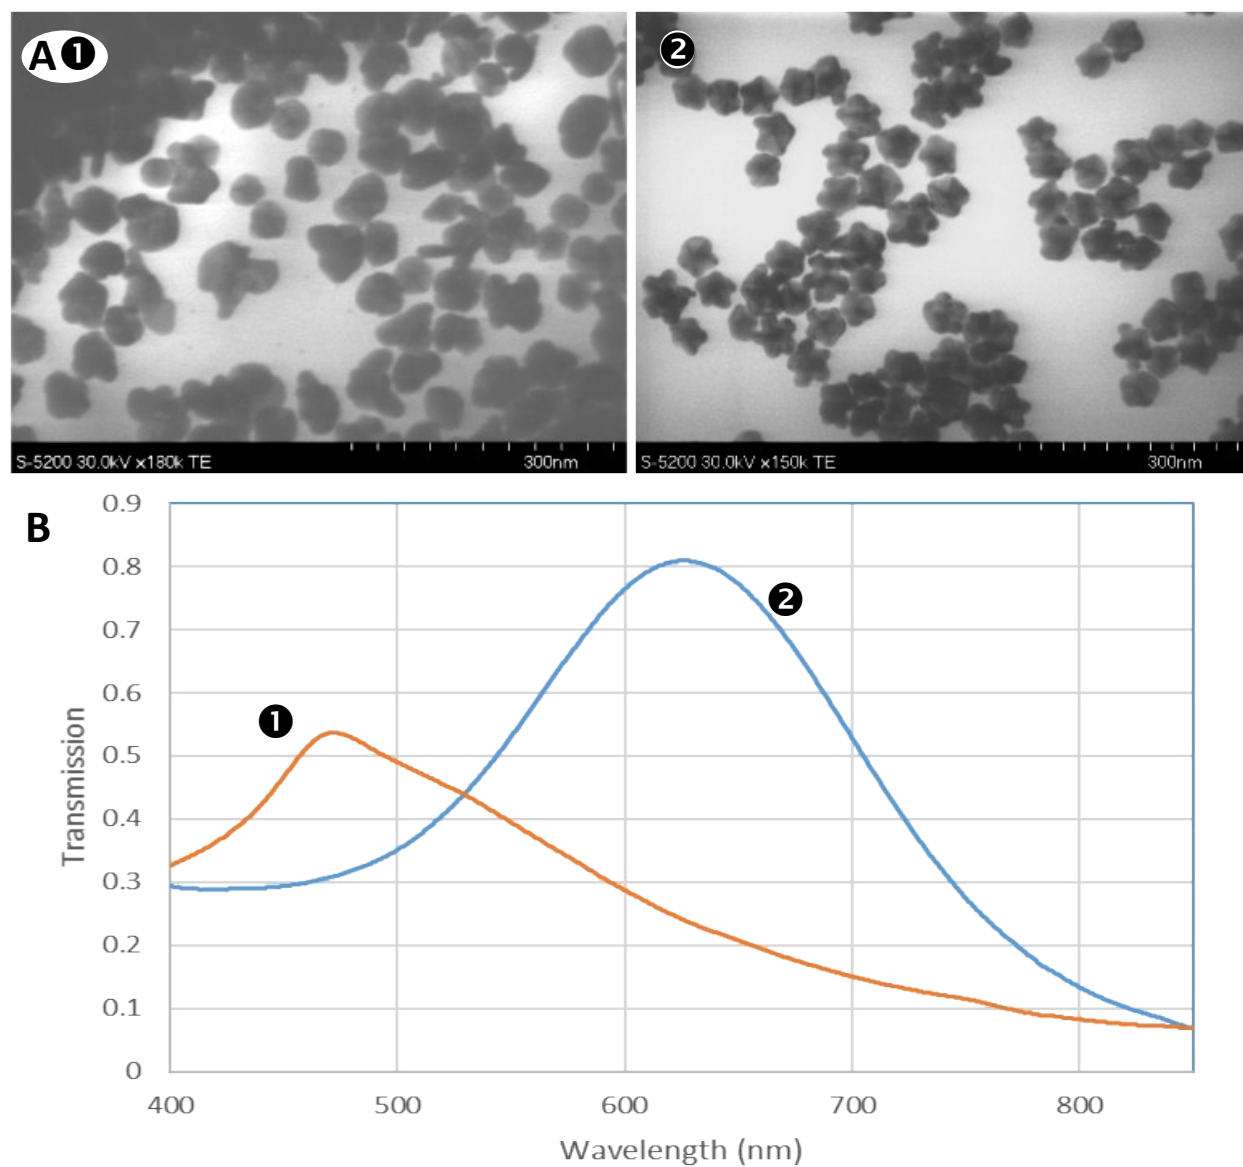 A ❶
❷
S-5200 30.0kV x180k TE 300nm
S-5200 30.0kV x150k TE 300nm
B
0.9
0.8
0.7
0.6
0.5
0.4
0.3
0.2
0.1
0
Transmission
❶
❷
400 500 600 700 800
Wavelength (nm)